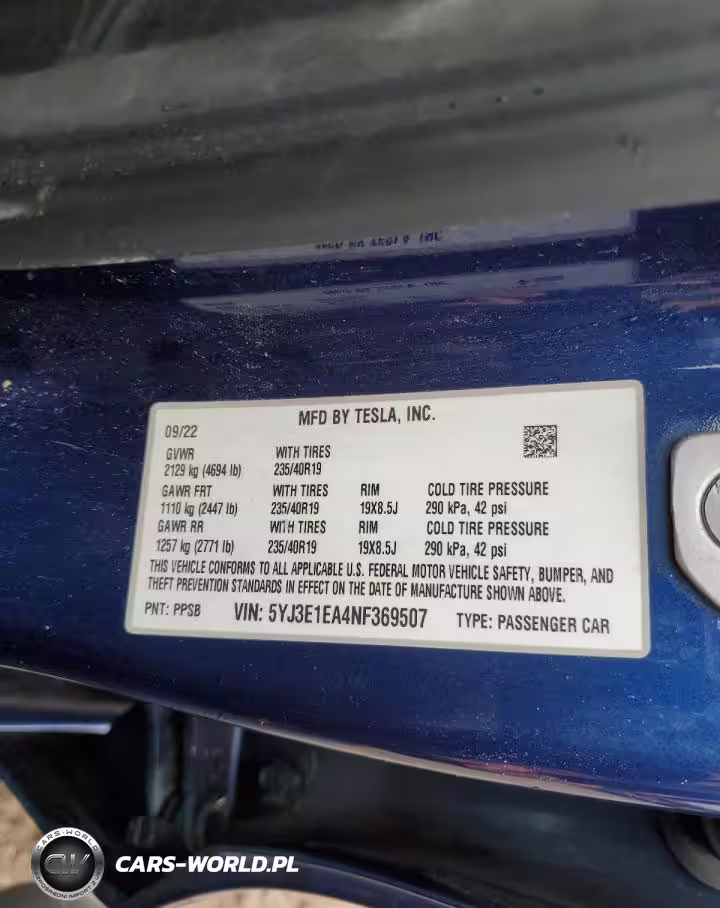 MFD BY TESLA, INC.
09/22
GVWR WITH TIRES
2129 kg (4694 lb) 235/40R19
GAWR FRT WITH TIRES RIM COLD TIRE PRESSURE
1110 kg (2447 lb) 235/40R19 19X8.5J 290 kPa, 42 psi
GAWR RR WITH TIRES RIM COLD TIRE PRESSURE
1257 kg (2771 lb) 235/40R19 19X8.5J 290 kPa, 42 psi
THIS VEHICLE CONFORMS TO ALL APPLICABLE U.S. FEDERAL MOTOR VEHICLE SAFETY, BUMPER, AND
THEFT PREVENTION STANDARDS IN EFFECT ON THE DATE OF MANUFACTURE SHOWN ABOVE.
PNT: PPSB VIN: 5YJ3E1EA4NF369507 TYPE: PASSENGER CAR
CARS-WORLD
CW
CARS-WORLD.PL